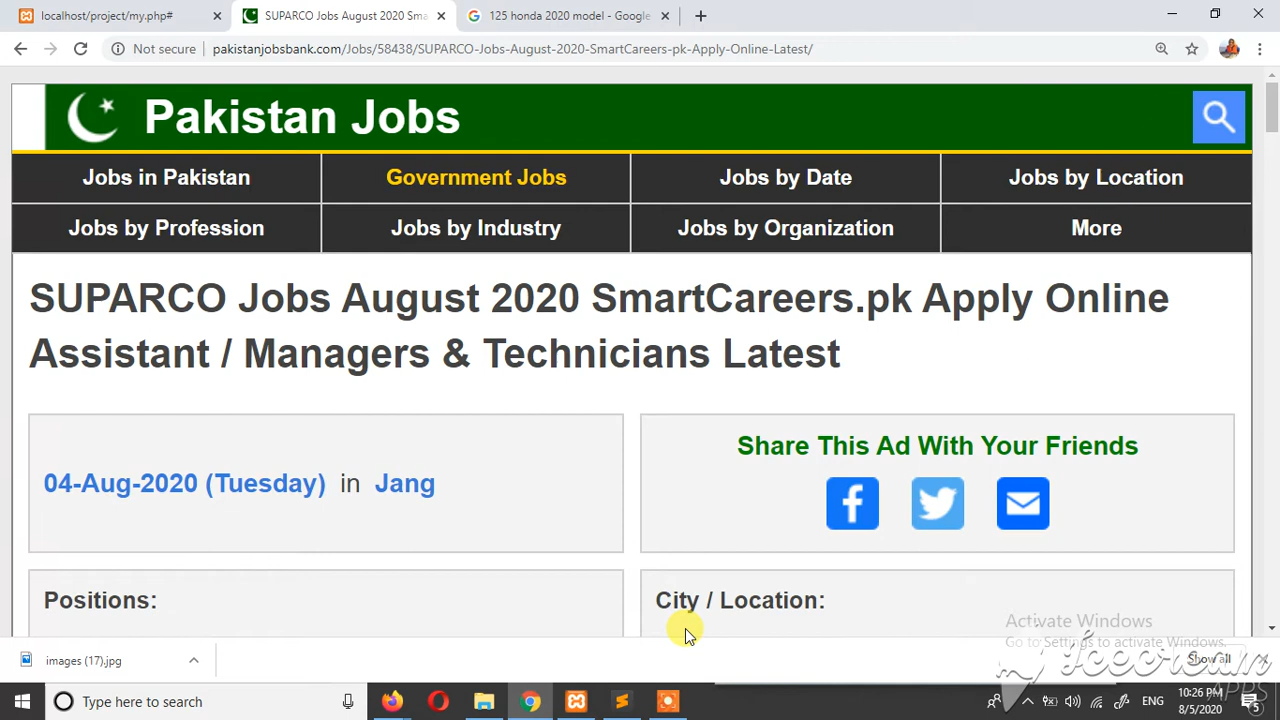 localhost/project/my.php#
SUPARCO Jobs August 2020 Sma
125 honda 2020 model - Google
Not secure
pakistanjobsbank.com/Jobs/58438/SUPARCO-Jobs-August-2020-SmartCareers-pk-Apply-Online-Latest/
Pakistan Jobs
Jobs in Pakistan
Government Jobs
Jobs by Date
Jobs by Location
Jobs by Profession
Jobs by Industry
Jobs by Organization
More
SUPARCO Jobs August 2020 SmartCareers.pk Apply Online
Assistant / Managers & Technicians Latest
04-Aug-2020 (Tuesday) in Jang
Share This Ad With Your Friends
Positions:
City / Location:
Activate Windows
Go to Settings to activate Windows.
images (17).jpg
Show all
Icecream
APPS
Type here to search
ENG
10:26 PM
8/5/2020
5